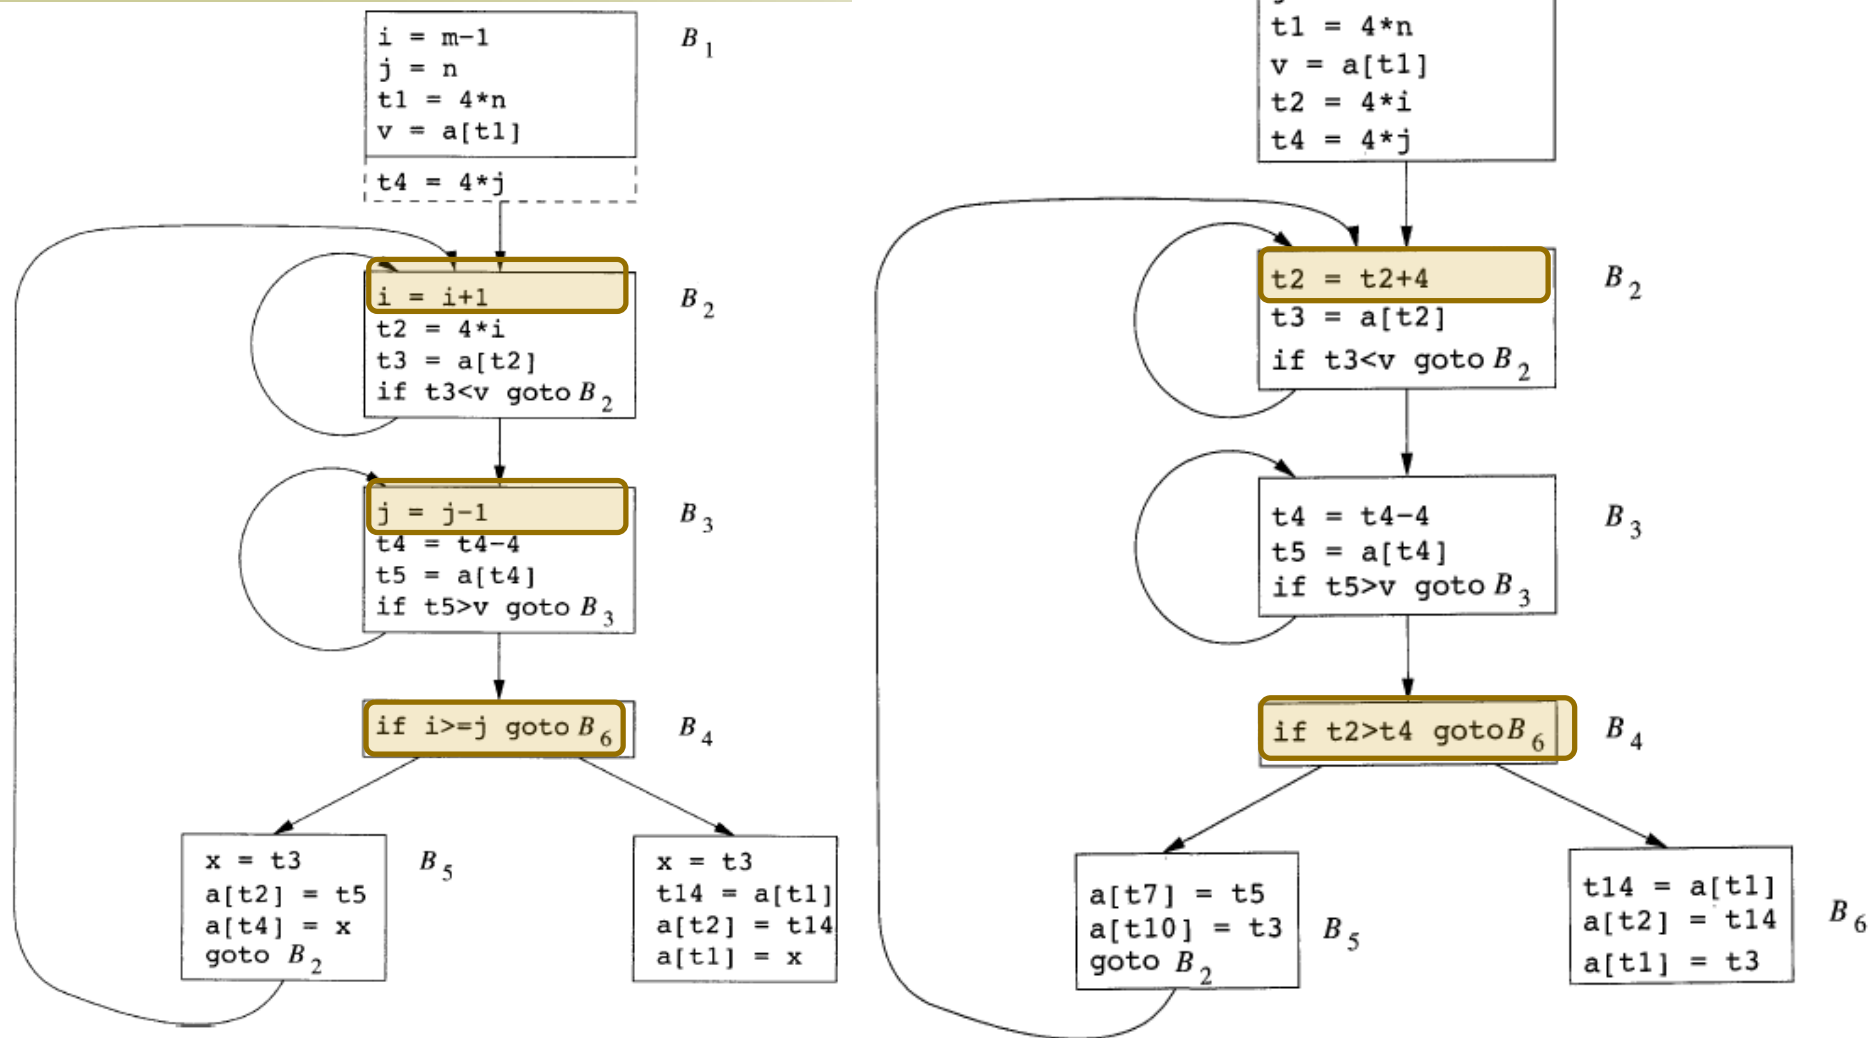 i = m-1
j = n
t1 = 4*n
v = a[t1]
B1
t4 = 4*j
i = i+1
t2 = 4*i
t3 = a[t2]
if t3<v goto B2
B2
j = j-1
t4 = t4-4
t5 = a[t4]
if t5>v goto B3
B3
if i>=j goto B6
B4
x = t3
a[t2] = t5
a[t4] = x
goto B2
B5
x = t3
t14 = a[t1]
a[t2] = t14
a[t1] = x
t1 = 4*n
v = a[t1]
t2 = 4*i
t4 = 4*j
t2 = t2+4
t3 = a[t2]
if t3<v goto B2
B2
t4 = t4-4
t5 = a[t4]
if t5>v goto B3
B3
if t2>t4 goto B6
B4
a[t7] = t5
a[t10] = t3
goto B2
B5
t14 = a[t1]
a[t2] = t14
a[t1] = t3
B6